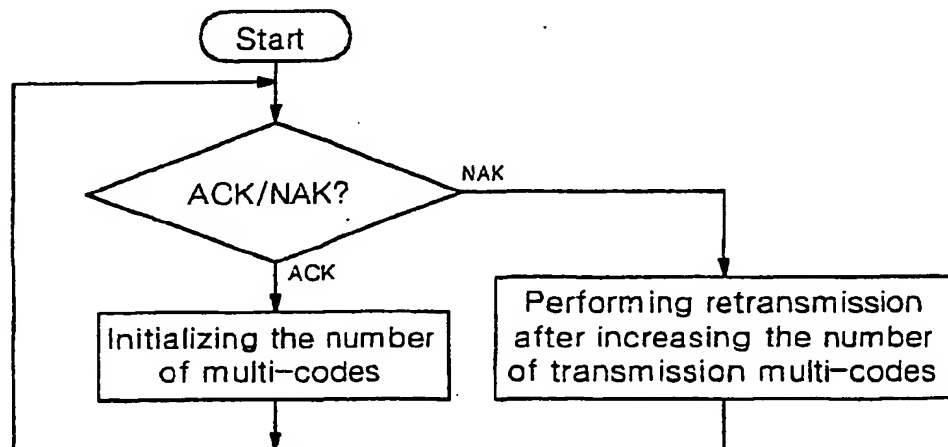 Start
ACK/NAK?
NAK
ACK
Initializing the number
of multi-codes
Performing retransmission
after increasing the number
of transmission multi-codes